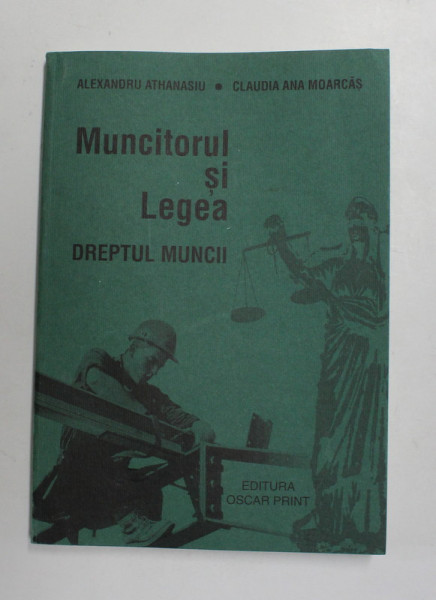 ALEXANDRU ATHANASIU • CLAUDIA ANA MOARCĂȘ
Muncitorul
și
Legea
DREPTUL MUNCII
EDITURA
OSCAR PRINT